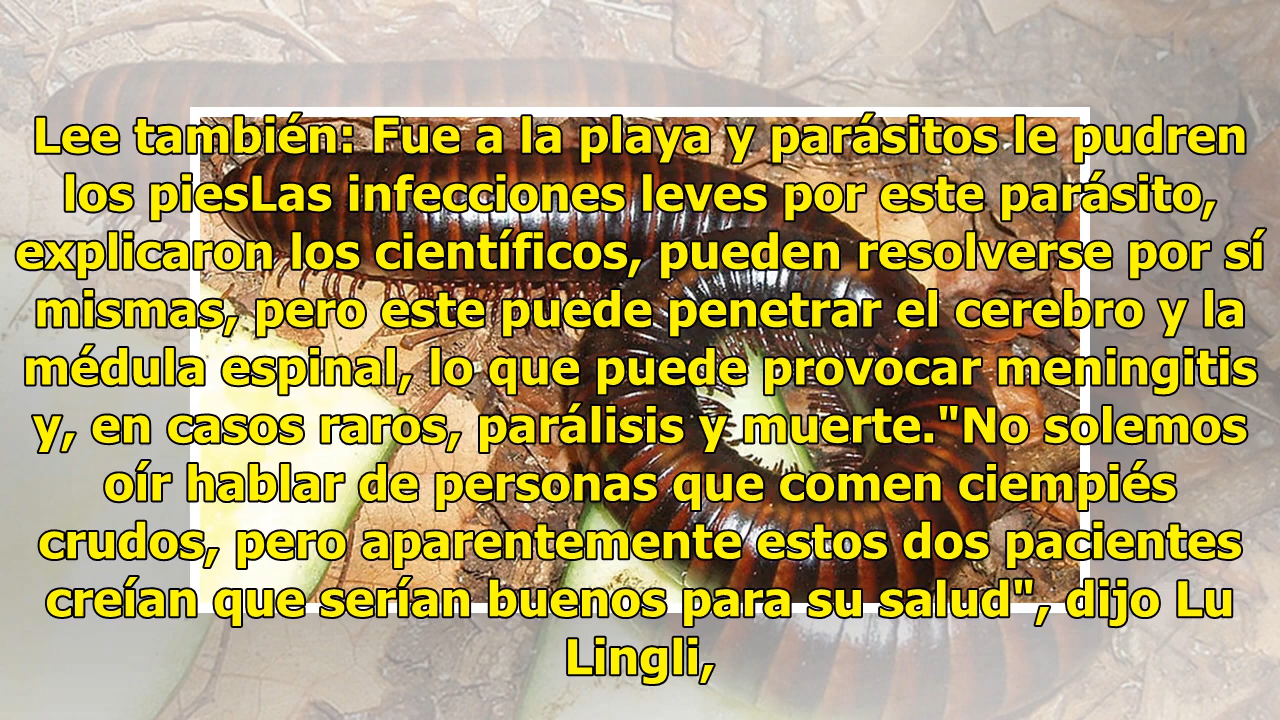 Lee también: Fue a la playa y parásitos le pudren
los piesLas infecciones leves por este parásito,
explicaron los científicos, pueden resolverse por sí
mismas, pero este puede penetrar el cerebro y la
médula espinal, lo que puede provocar meningitis
y, en casos raros, parálisis y muerte."No solemos
oír hablar de personas que comen ciempiés
crudos, pero aparentemente estos dos pacientes
creían que serían buenos para su salud", dijo Lu
Lingli,